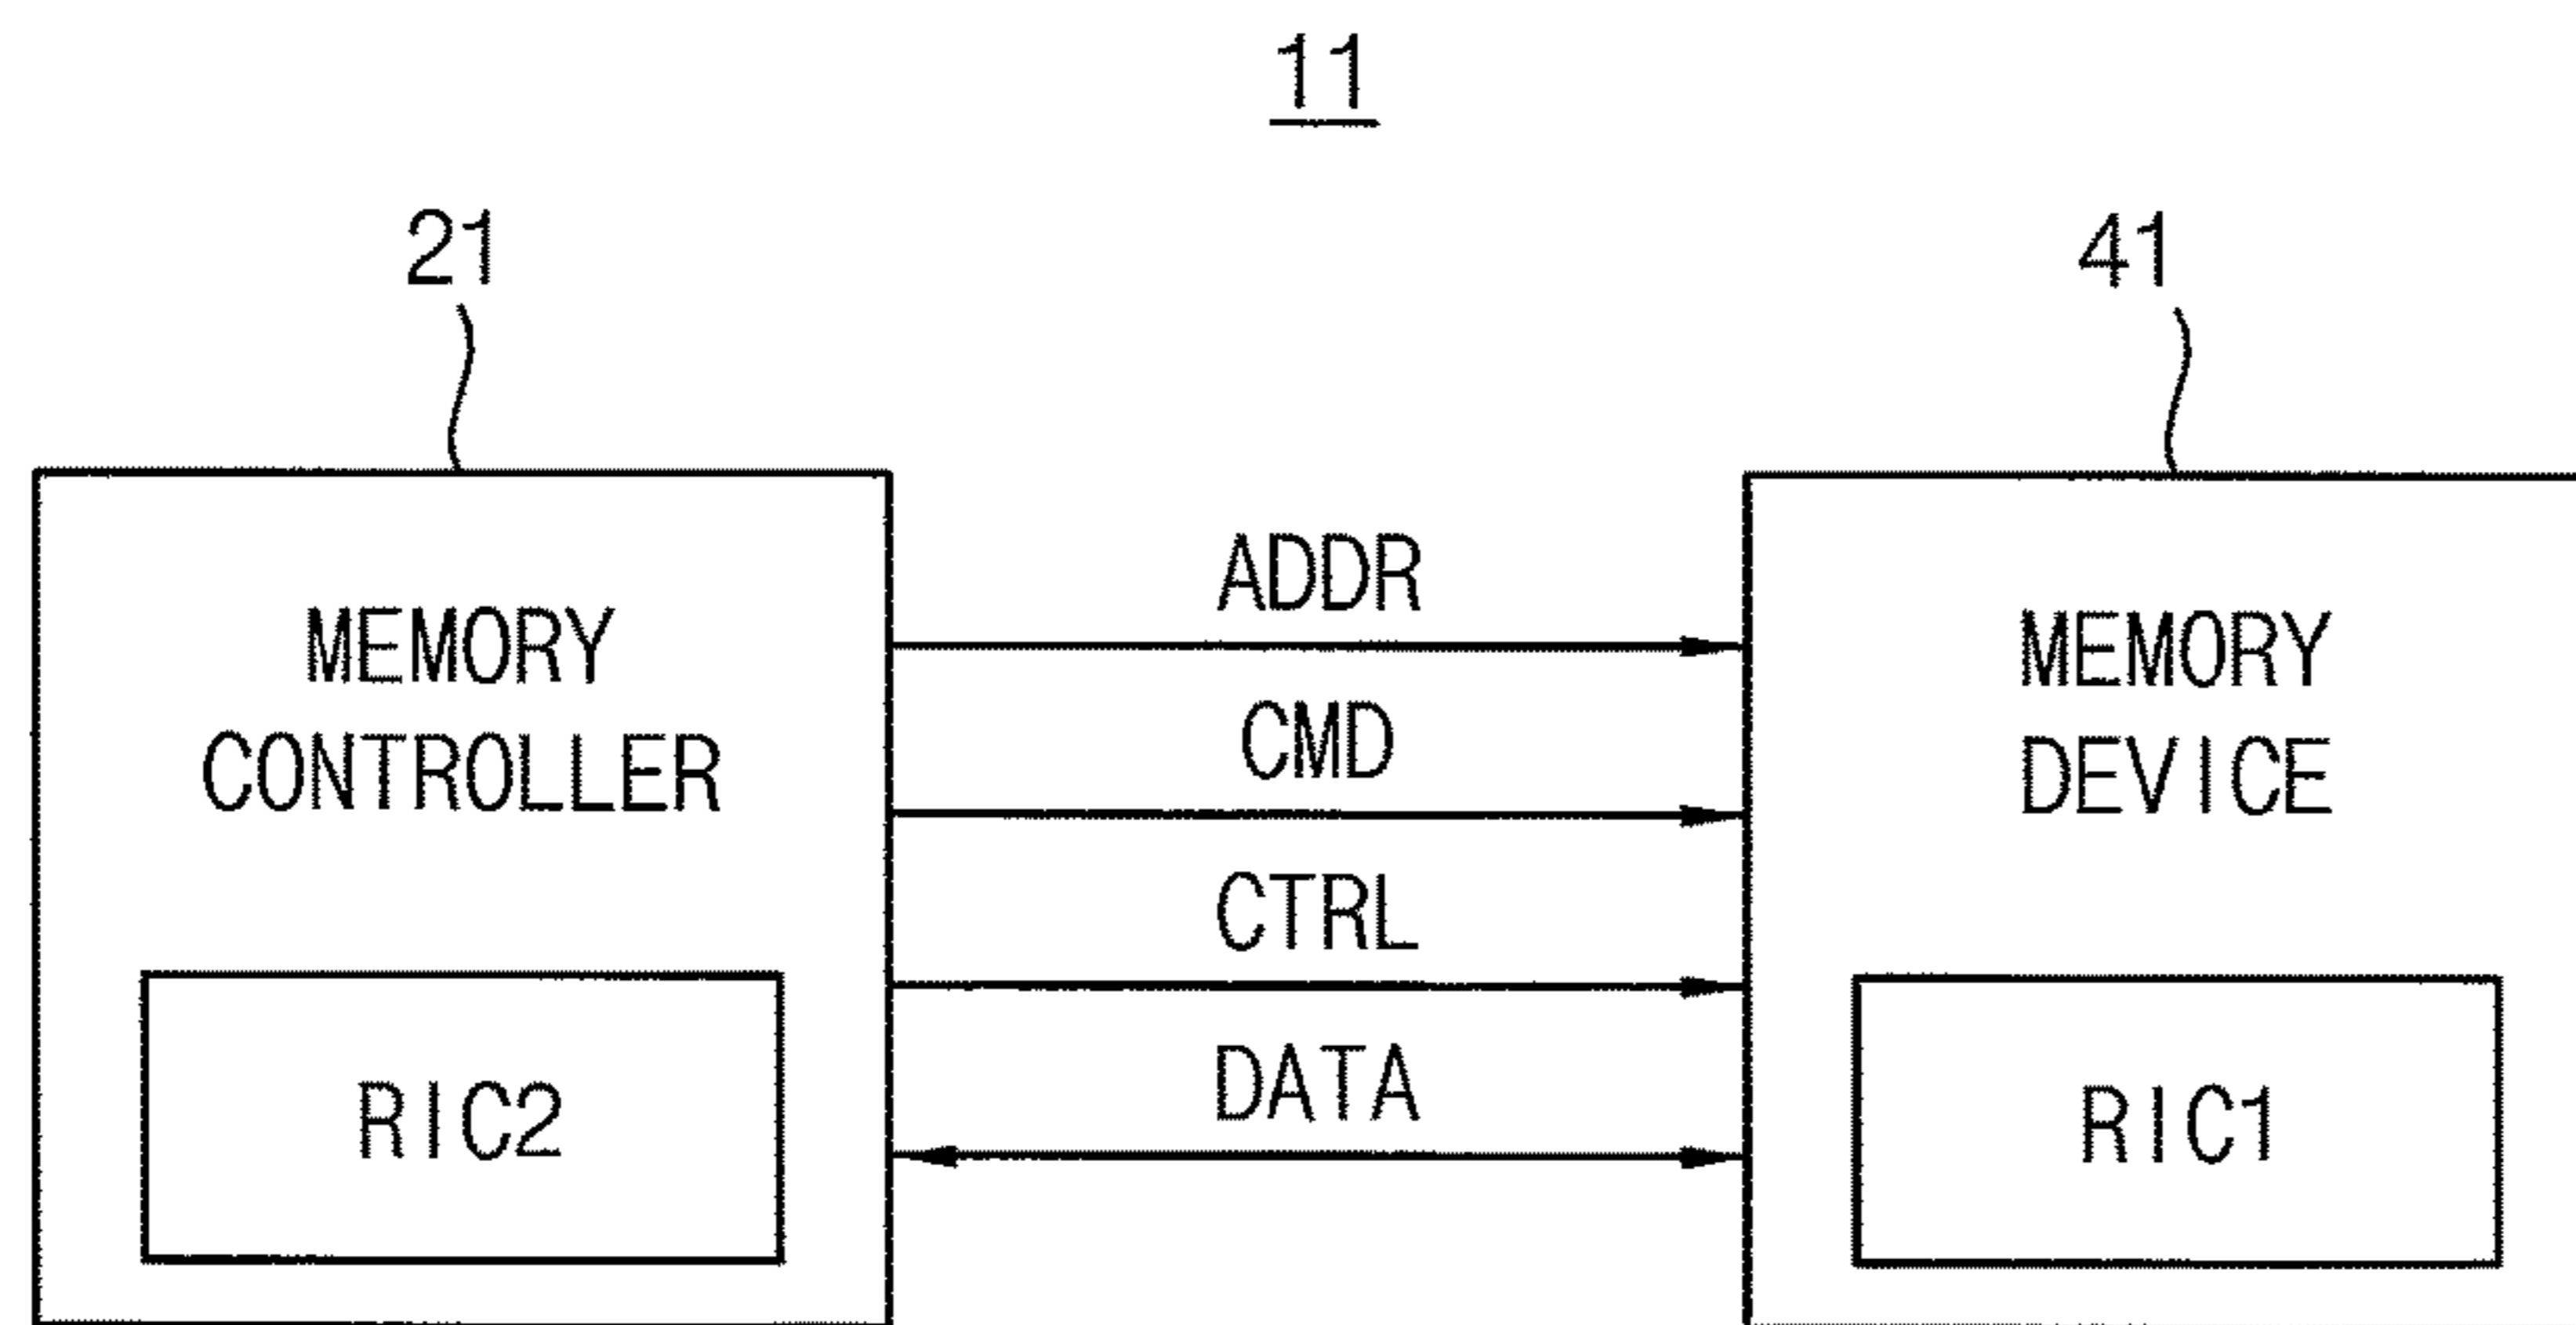 11
21
41
MEMORY
CONTROLLER
RIC2
ADDR
CMD
CTRL
DATA
MEMORY
DEVICE
RIC1